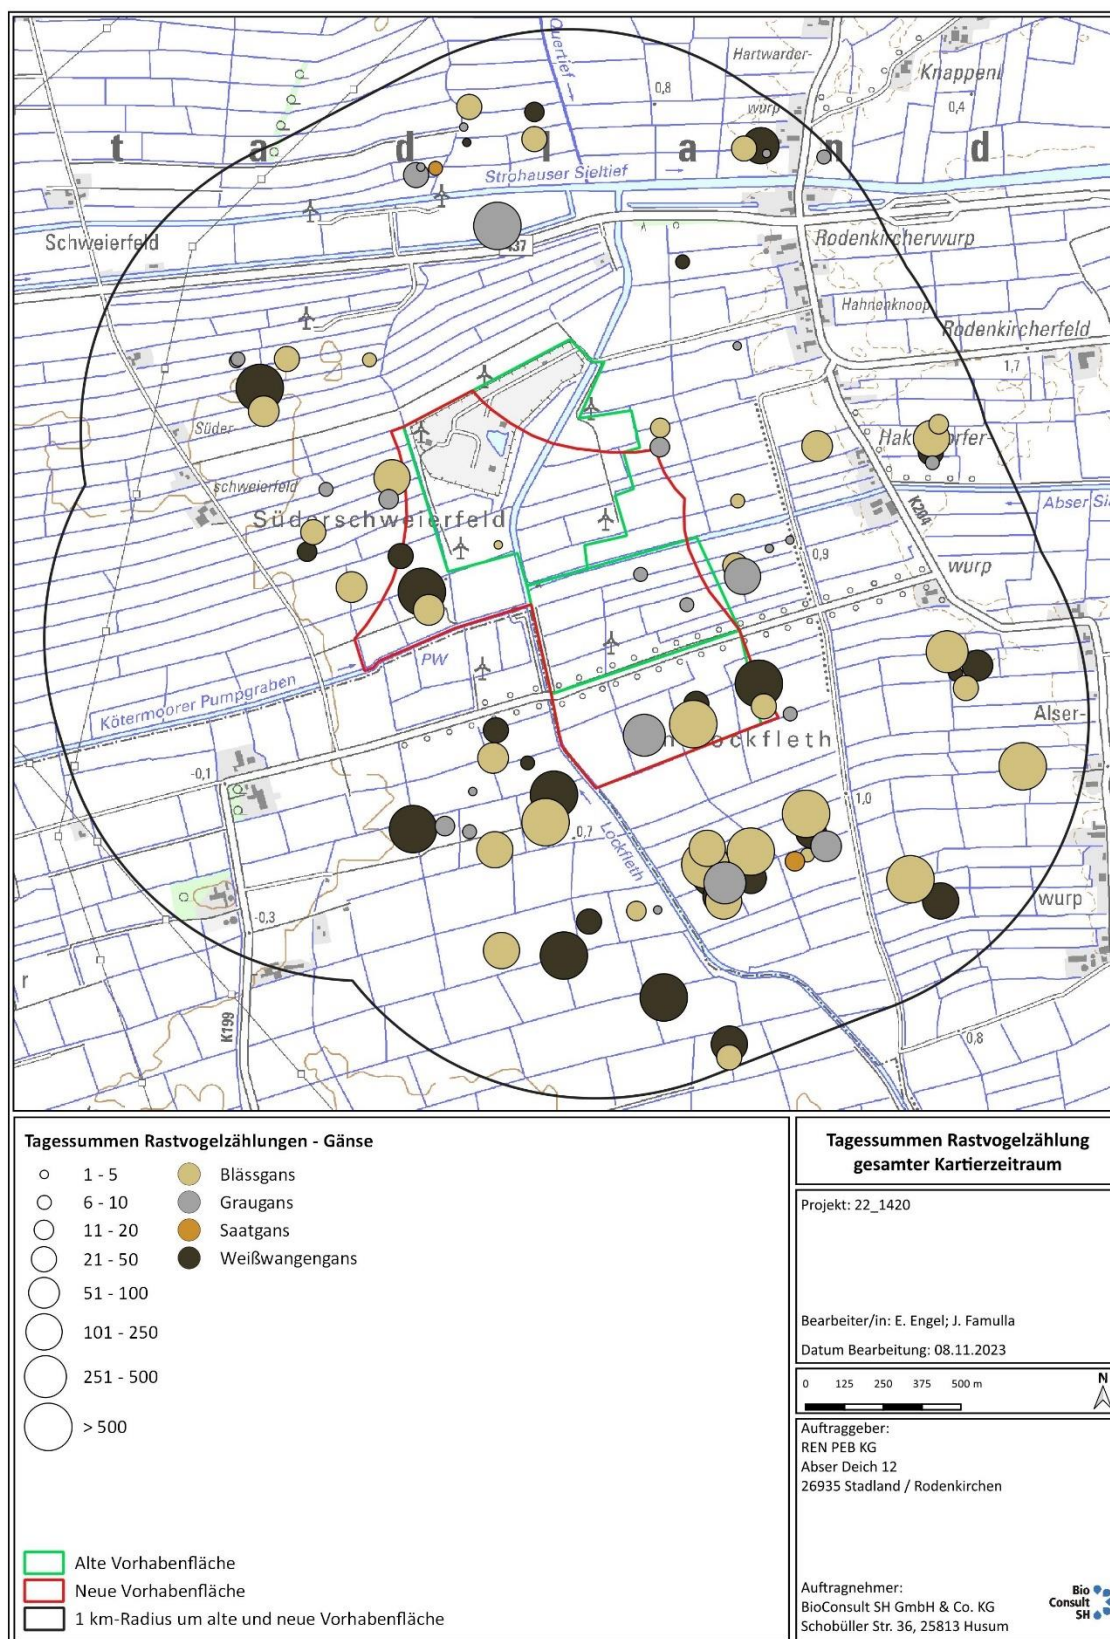 Quertief
Hartwarder-
wurp
Knappenl
0,8
0,4
t a d l a n d
Strohauser Sieltief
Schweierfeld
437
Rodenkircherwurp
Hahnenknoop
Rodenkircherfeld
1,7
Süder-
schweierfeld
Süderschweierfeld
K204
Abser Si
0,9
wurp
PW
Kötermoorer Pumpgraben
Alser-
-0,1
ockfleth
1,0
0,7
Lockfleth
-0,3
wurp
r
K199
0,8
Tagessummen Rastvogelzählungen - Gänse
1 - 5 Blässgans
6 - 10 Graugans
11 - 20 Saatgans
21 - 50 Weißwangengans
51 - 100
101 - 250
251 - 500
> 500
Alte Vorhabenfläche
Neue Vorhabenfläche
1 km-Radius um alte und neue Vorhabenfläche
Tagessummen Rastvogelzählung
gesamter Kartierzeitraum
Projekt: 22_1420
Bearbeiter/in: E. Engel; J. Famulla
Datum Bearbeitung: 08.11.2023
0 125 250 375 500 m
N
Auftraggeber:
REN PEB KG
Abser Deich 12
26935 Stadland / Rodenkirchen
Auftragnehmer:
BioConsult SH GmbH & Co. KG
Schobüller Str. 36, 25813 Husum
Bio
Consult
SH